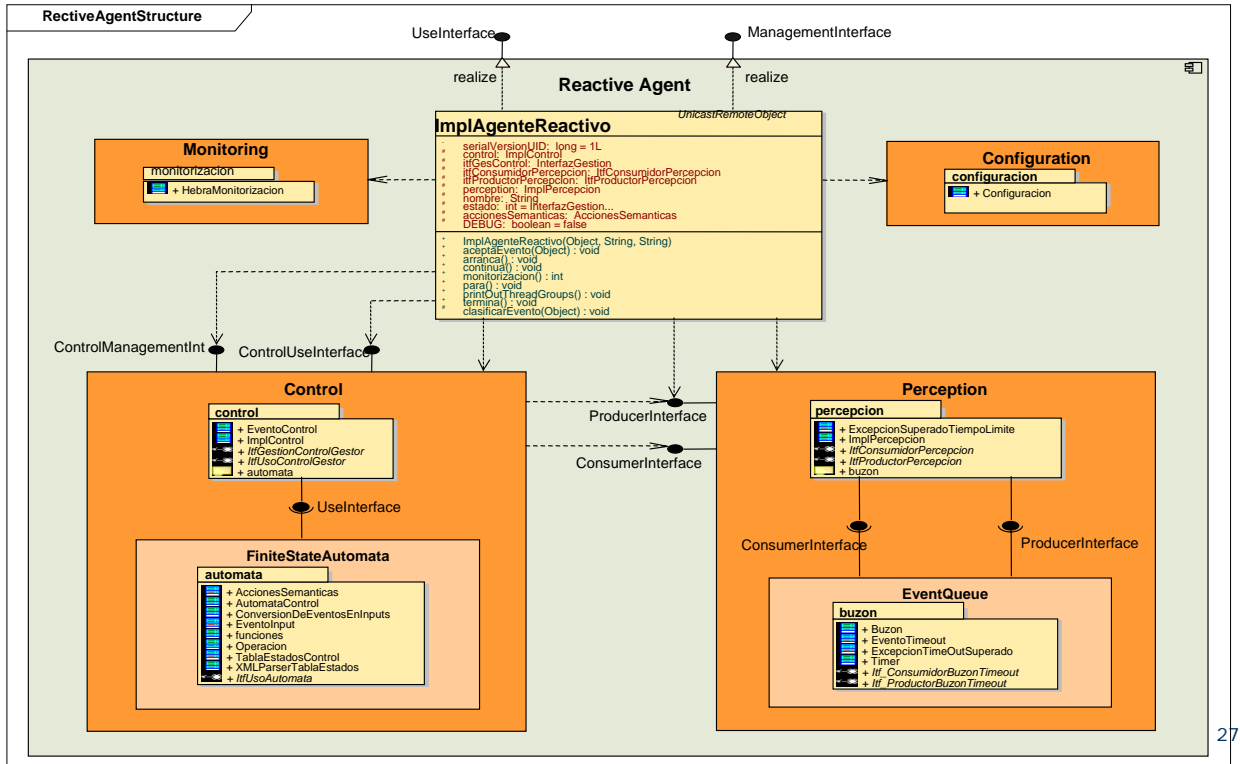 RectiveAgentStructure
UseInterface
ManagementInterface
realize
realize
Reactive Agent
UnicastRemoteObject
ImplAgenteReactivo
- serialVersionUID: long = 1L
# control: ImplControl
# itfGesControl: InterfazGestion
# itfConsumidorPercepcion: ItfConsumidorPercepcion
# itfProductorPercepcion: ItfProductorPercepcion
# perception: ImplPercepcion
# nombre: String
# estado: int = InterfazGestion...
# accionesSemanticas: AccionesSemanticas
# DEBUG: boolean = false
+ ImplAgenteReactivo(Object, String, String)
+ aceptaEvento(Object) : void
+ arranca() : void
+ continua() : void
+ monitorizacion() : int
+ para() : void
+ printOutThreadGroups() : void
+ termina() : void
# clasificarEvento(Object) : void
Monitoring
monitorizacion
+ HebraMonitorizacion
Configuration
configuracion
+ Configuracion
ControlManagementInt
ControlUseInterface
ProducerInterface
ConsumerInterface
Control
control
+ EventoControl
+ ImplControl
+ ItfGestionControlGestor
+ ItfUsoControlGestor
+ automata
UseInterface
FiniteStateAutomata
automata
+ AccionesSemanticas
+ AutomataControl
+ ConversionDeEventosEnInputs
+ EventoInput
+ funciones
+ Operacion
+ TablaEstadosControl
+ XMLParserTablaEstados
+ ItfUsoAutomata
Perception
percepcion
+ ExcepcionSuperadoTiempoLimite
+ ImplPercepcion
+ ItfConsumidorPercepcion
+ ItfProductorPercepcion
+ buzon
ConsumerInterface
ProducerInterface
EventQueue
buzon
+ Buzon
+ EventoTimeout
+ ExcepcionTimeOutSuperado
+ Timer
+ Itf_ConsumidorBuzonTimeout
+ Itf_ProductorBuzonTimeout
27